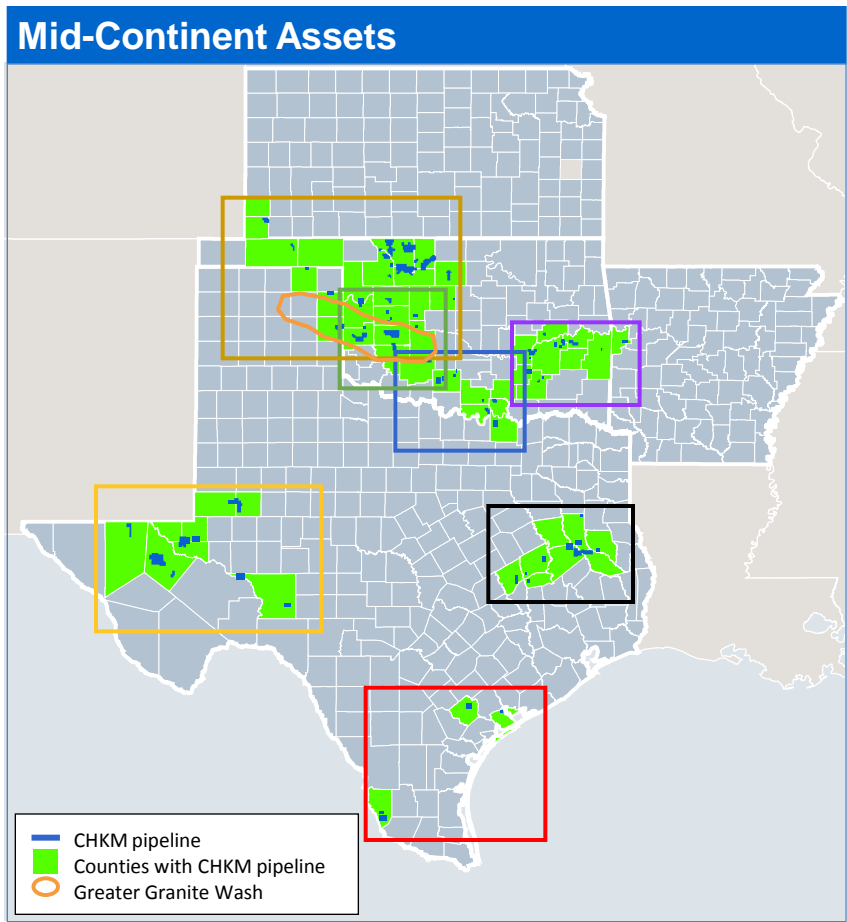 Mid-Continent Assets
CHKM pipeline
Counties with CHKM pipeline
Greater Granite Wash